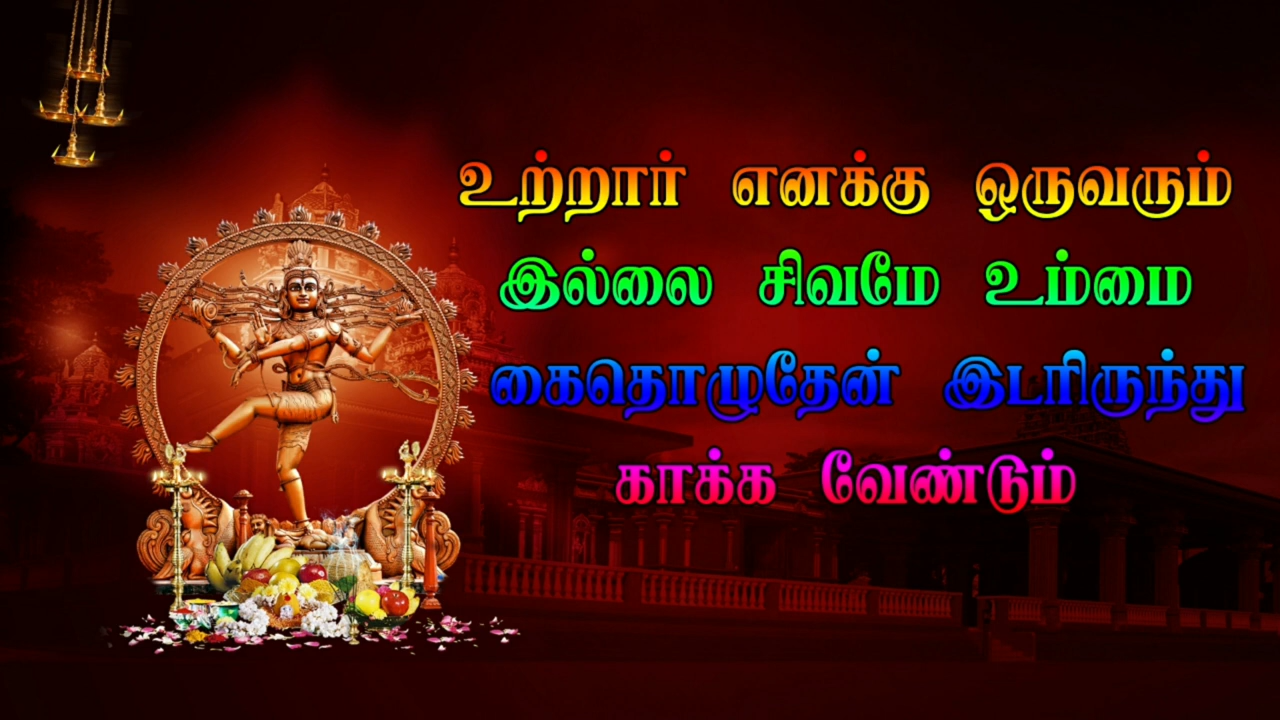 உற்றார் எனக்கு ஒருவரும்
இல்லை சிவமே உம்மை
கைதொழுதேன் இடரிருந்து
காக்க வேண்டும்